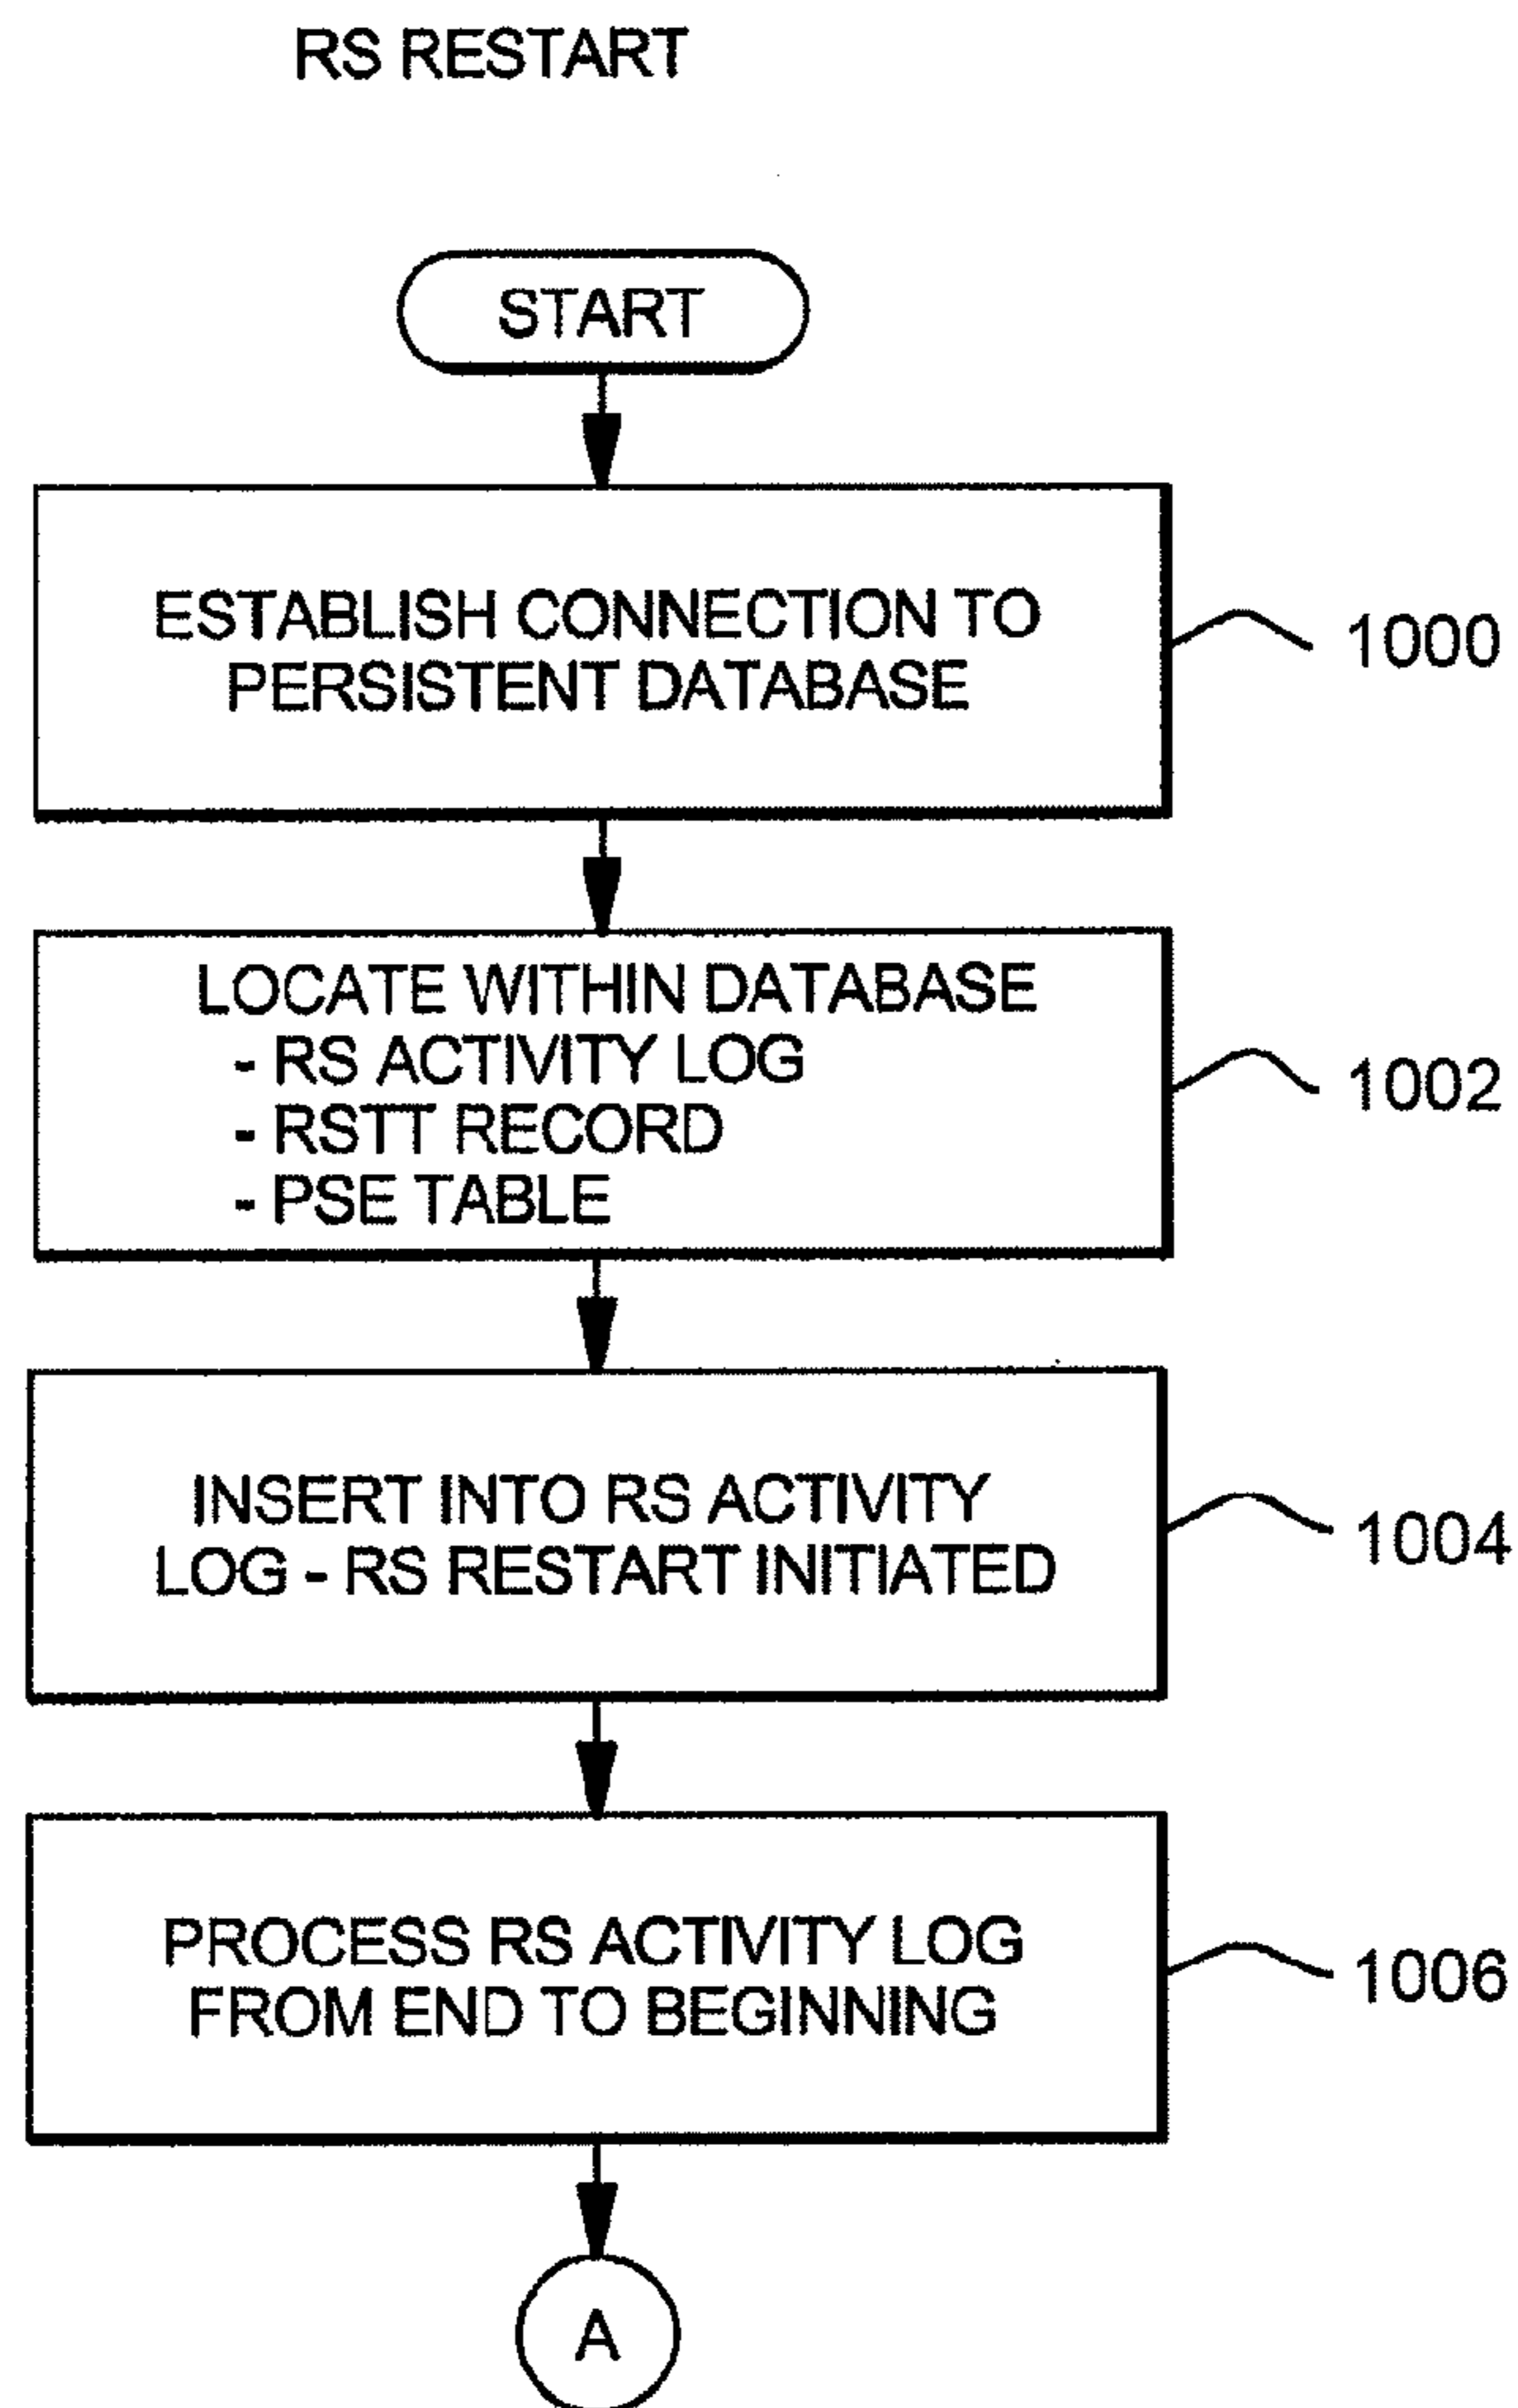 RS RESTART
START
ESTABLISH CONNECTION TO
PERSISTENT DATABASE
1000
LOCATE WITHIN DATABASE
- RS ACTIVITY LOG
- RSTT RECORD
- PSE TABLE
1002
INSERT INTO RS ACTIVITY
LOG - RS RESTART INITIATED
1004
PROCESS RS ACTIVITY LOG
FROM END TO BEGINNING
1006
A